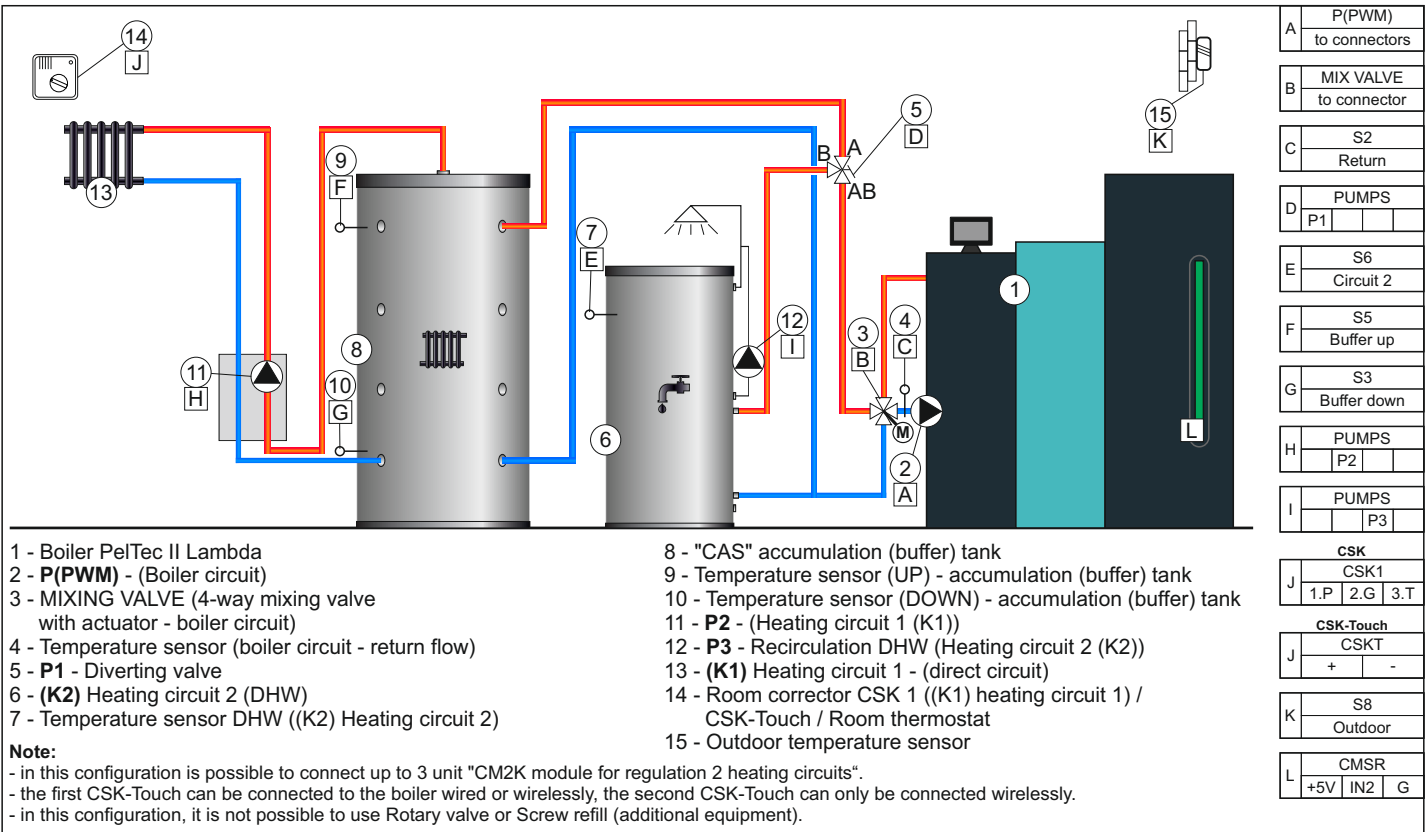 14
J
13
9
F
8
10
G
11
H
7
E
6
12
I
5
D
B
A
AB
3
B
4
C
M
2
A
1
15
K
L
A
P(PWM)
to connectors
B
MIX VALVE
to connector
C
S2
Return
D
PUMPS
P1
E
S6
Circuit 2
F
S5
Buffer up
G
S3
Buffer down
H
PUMPS
P2
I
PUMPS
P3
CSK
J
CSK1
1.P 2.G 3.T
CSK-Touch
J
CSKT
+ -
K
S8
Outdoor
L
CMSR
+5V IN2 G
1 - Boiler PelTec II Lambda
2 - P(PWM) - (Boiler circuit)
3 - MIXING VALVE (4-way mixing valve
with actuator - boiler circuit)
4 - Temperature sensor (boiler circuit - return flow)
5 - P1 - Diverting valve
6 - (K2) Heating circuit 2 (DHW)
7 - Temperature sensor DHW ((K2) Heating circuit 2)
8 - "CAS" accumulation (buffer) tank
9 - Temperature sensor (UP) - accumulation (buffer) tank
10 - Temperature sensor (DOWN) - accumulation (buffer) tank
11 - P2 - (Heating circuit 1 (K1))
12 - P3 - Recirculation DHW (Heating circuit 2 (K2))
13 - (K1) Heating circuit 1 - (direct circuit)
14 - Room corrector CSK 1 ((K1) heating circuit 1) /
CSK-Touch / Room thermostat
15 - Outdoor temperature sensor
Note:
- in this configuration is possible to connect up to 3 unit "CM2K module for regulation 2 heating circuits“.
- the first CSK-Touch can be connected to the boiler wired or wirelessly, the second CSK-Touch can only be connected wirelessly.
- in this configuration, it is not possible to use Rotary valve or Screw refill (additional equipment).